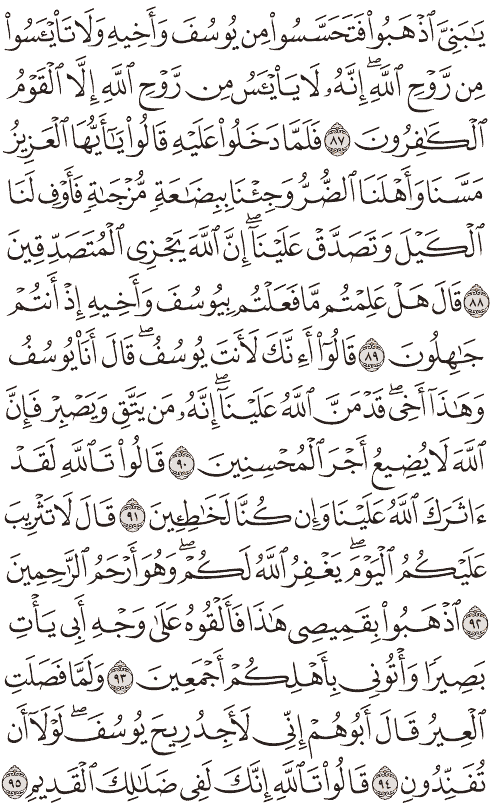 يَٰبَنِيَّ ٱذۡهَبُواْ فَتَحَسَّسُواْ مِن يُوسُفَ وَأَخِيهِ وَلَا تَاْيۡـَٔسُواْ
مِن رَّوۡحِ ٱللَّهِۖ إِنَّهُۥ لَا يَاْيۡـَٔسُ مِن رَّوۡحِ ٱللَّهِ إِلَّا ٱلۡقَوۡمُ
ٱلۡكَٰفِرُونَ ٨٧ فَلَمَّا دَخَلُواْ عَلَيۡهِ قَالُواْ يَٰٓأَيُّهَا ٱلۡعَزِيزُ
مَسَّنَا وَأَهۡلَنَا ٱلضُّرُّ وَجِئۡنَا بِبِضَٰعَةٖ مُّزۡجَىٰةٖ فَأَوۡفِ لَنَا
ٱلۡكَيۡلَ وَتَصَدَّقۡ عَلَيۡنَآۖ إِنَّ ٱللَّهَ يَجۡزِي ٱلۡمُتَصَدِّقِينَ
٨٨ قَالَ هَلۡ عَلِمۡتُم مَّا فَعَلۡتُم بِيُوسُفَ وَأَخِيهِ إِذۡ أَنتُمۡ
جَٰهِلُونَ ٨٩ قَالُوٓاْ أَءِنَّكَ لَأَنتَ يُوسُفُۖ قَالَ أَنَا۠ يُوسُفُ
وَهَٰذَآ أَخِيۖ قَدۡ مَنَّ ٱللَّهُ عَلَيۡنَآۖ إِنَّهُۥ مَن يَتَّقِ وَيَصۡبِرۡ فَإِنَّ
ٱللَّهَ لَا يُضِيعُ أَجۡرَ ٱلۡمُحۡسِنِينَ ٩٠ قَالُواْ تَٱللَّهِ لَقَدۡ
ءَاثَرَكَ ٱللَّهُ عَلَيۡنَا وَإِن كُنَّا لَخَٰطِـِٔينَ ٩١ قَالَ لَا تَثۡرِيبَ
عَلَيۡكُمُ ٱلۡيَوۡمَۖ يَغۡفِرُ ٱللَّهُ لَكُمۡۖ وَهُوَ أَرۡحَمُ ٱلرَّٰحِمِينَ
٩٢ ٱذۡهَبُواْ بِقَمِيصِي هَٰذَا فَأَلۡقُوهُ عَلَىٰ وَجۡهِ أَبِي يَأۡتِ
بَصِيرٗا وَأۡتُونِي بِأَهۡلِكُمۡ أَجۡمَعِينَ ٩٣ وَلَمَّا فَصَلَتِ
ٱلۡعِيرُ قَالَ أَبُوهُمۡ إِنِّي لَأَجِدُ رِيحَ يُوسُفَۖ لَوۡلَآ أَن
تُفَنِّدُونِ ٩٤ قَالُواْ تَٱللَّهِ إِنَّكَ لَفِي ضَلَٰلِكَ ٱلۡقَدِيمِ ٩٥